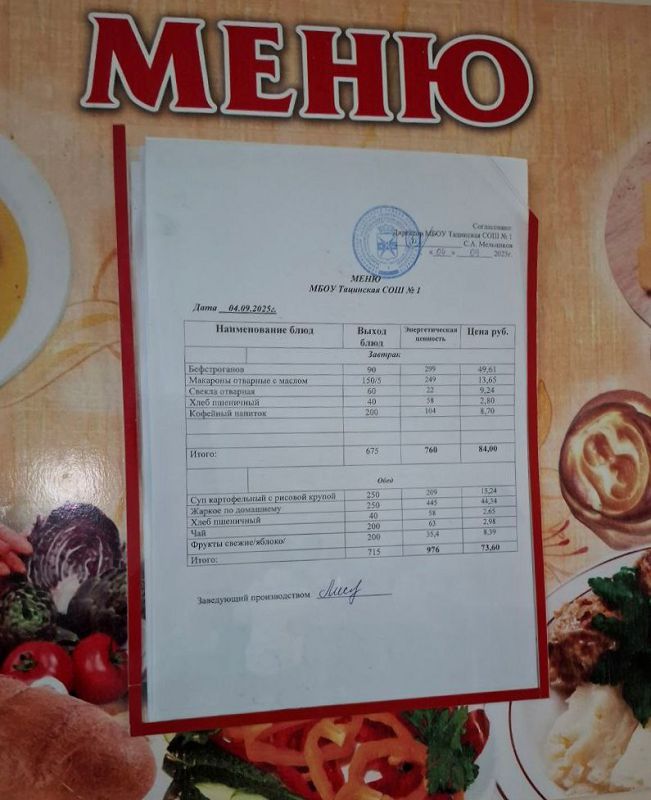 МЕНЮ
Согласовано:
Директор МБОУ Тацинская СОШ № 1
С.А. Мельников
« 04 » 09 2025г.
МЕНЮ
МБОУ Тацинская СОШ № 1
Дата 04.09.2025г.
Наименование блюд Выход блюд Энергетическая ценность Цена руб.
Завтрак
Бефстроганов 90 299 49,61
Макароны отварные с маслом 150/5 249 13,65
Свекла отварная 60 22 9,24
Хлеб пшеничный 40 58 2,80
Кофейный напиток 200 104 8,70
Итого: 675 760 84,00
Обед
Суп картофельный с рисовой крупой 250 209 15,24
Жаркое по домашнему 250 445 44,34
Хлеб пшеничный 40 58 2,65
Чай 200 63 2,98
Фрукты свежие/яблоко/ 200 35,4 8,39
Итого: 715 976 73,60
Заведующий производством